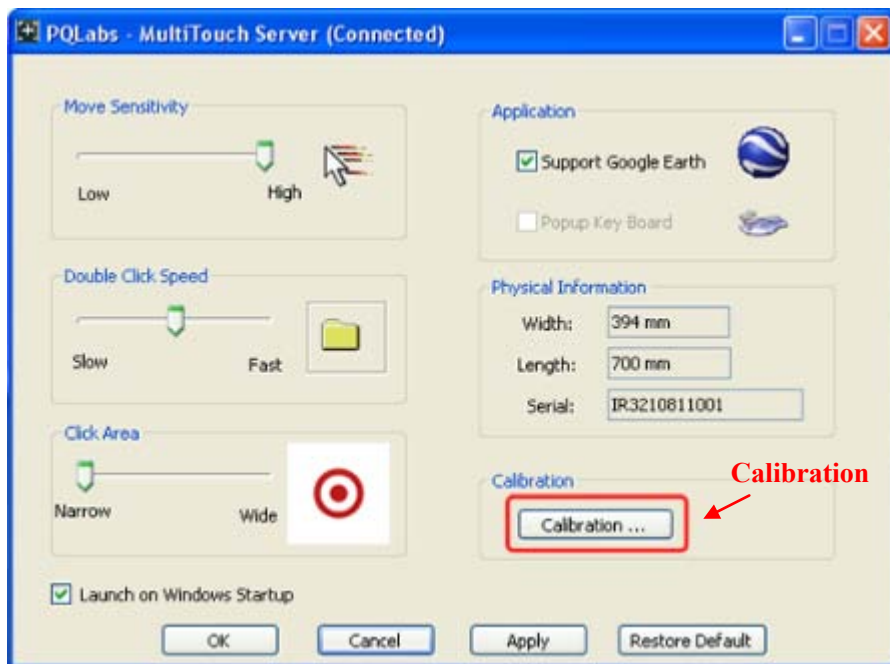 PQLabs - MultiTouch Server (Connected)
Move Sensitivity
Low High
Double Click Speed
Slow Fast
Click Area
Narrow Wide
Launch on Windows Startup
Application
Support Google Earth
Popup Key Board
Physical Information
Width: 394 mm
Length: 700 mm
Serial: IR3210811001
Calibration
Calibration ...
Calibration
OK Cancel Apply Restore Default